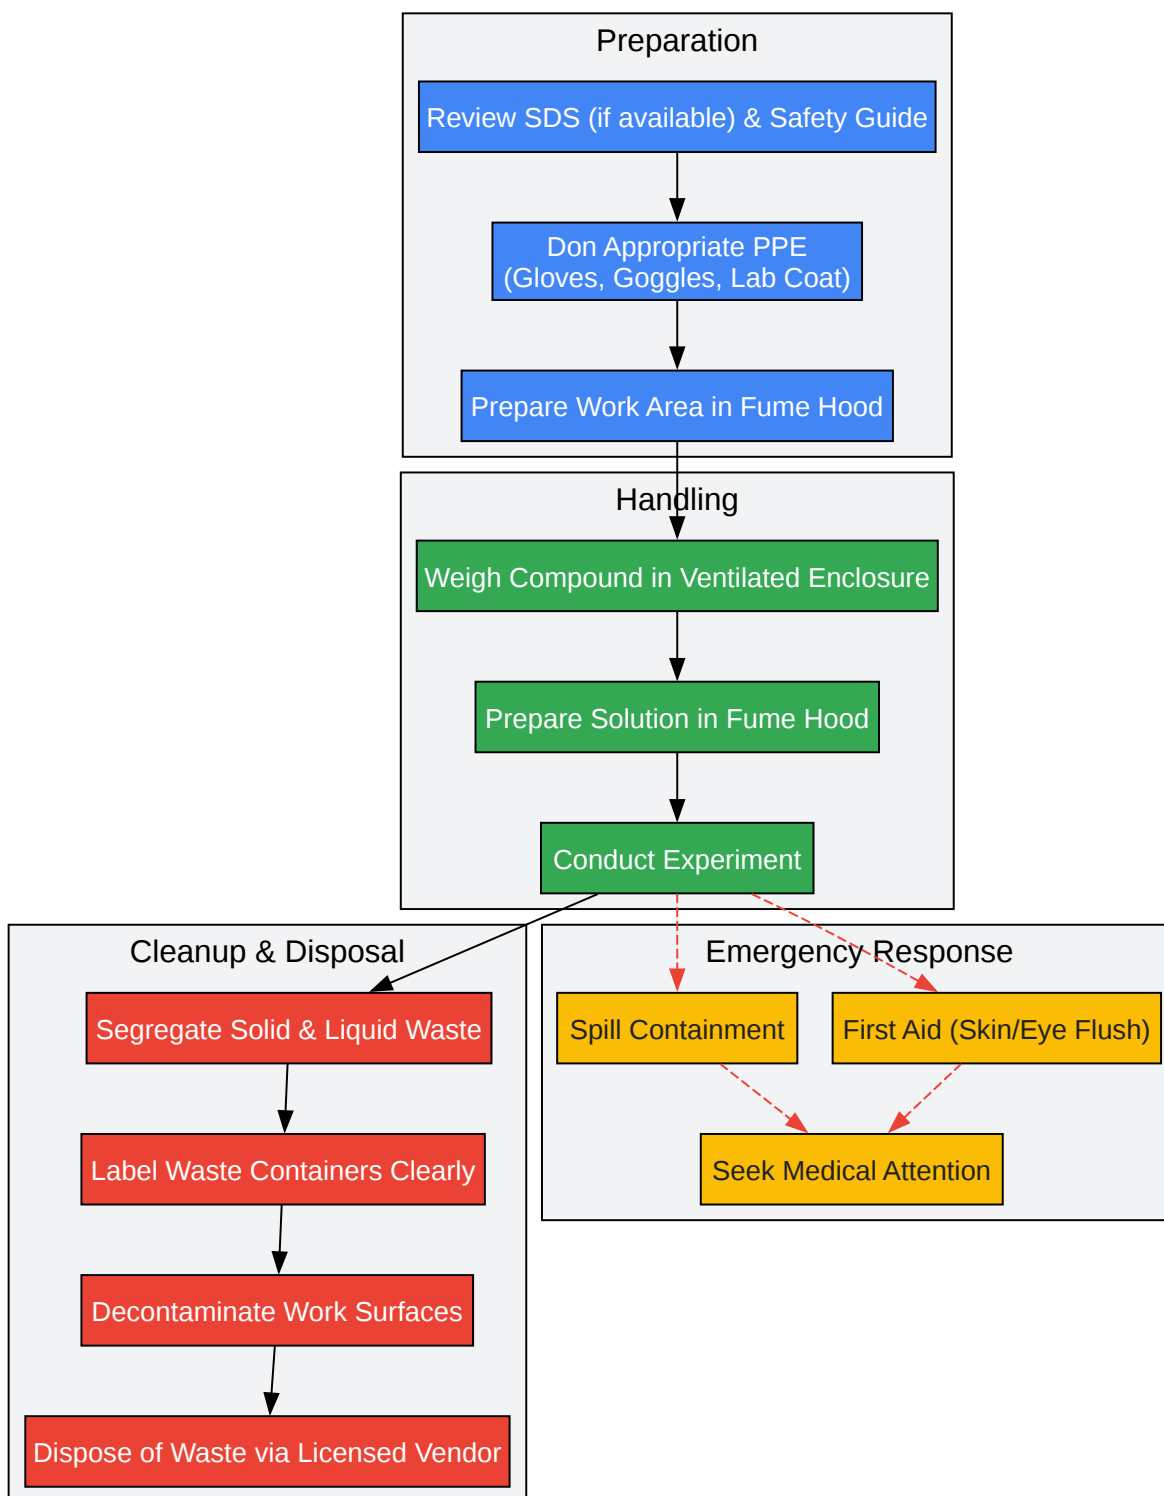 Preparation
Review SDS (if available) & Safety Guide
Don Appropriate PPE
(Gloves, Goggles, Lab Coat)
Prepare Work Area in Fume Hood
Handling
Weigh Compound in Ventilated Enclosure
Prepare Solution in Fume Hood
Conduct Experiment
Cleanup & Disposal
Segregate Solid & Liquid Waste
Label Waste Containers Clearly
Decontaminate Work Surfaces
Dispose of Waste via Licensed Vendor
Emergency Response
Spill Containment
First Aid (Skin/Eye Flush)
Seek Medical Attention